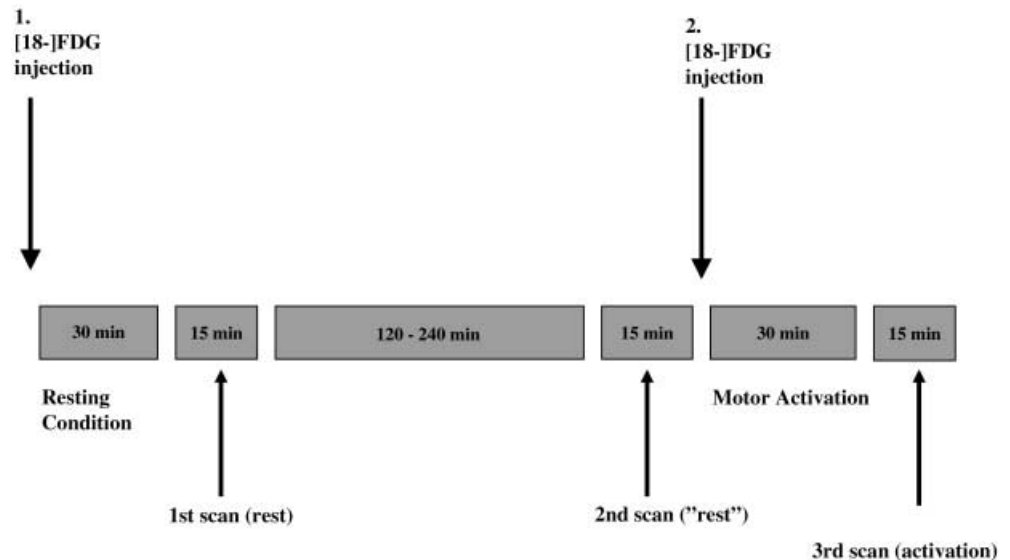 1.
[18-]FDG
injection
2.
[18-]FDG
injection
30 min
15 min
120 - 240 min
15 min
30 min
15 min
Resting
Condition
Motor Activation
1st scan (rest)
2nd scan (”rest”)
3rd scan (activation)